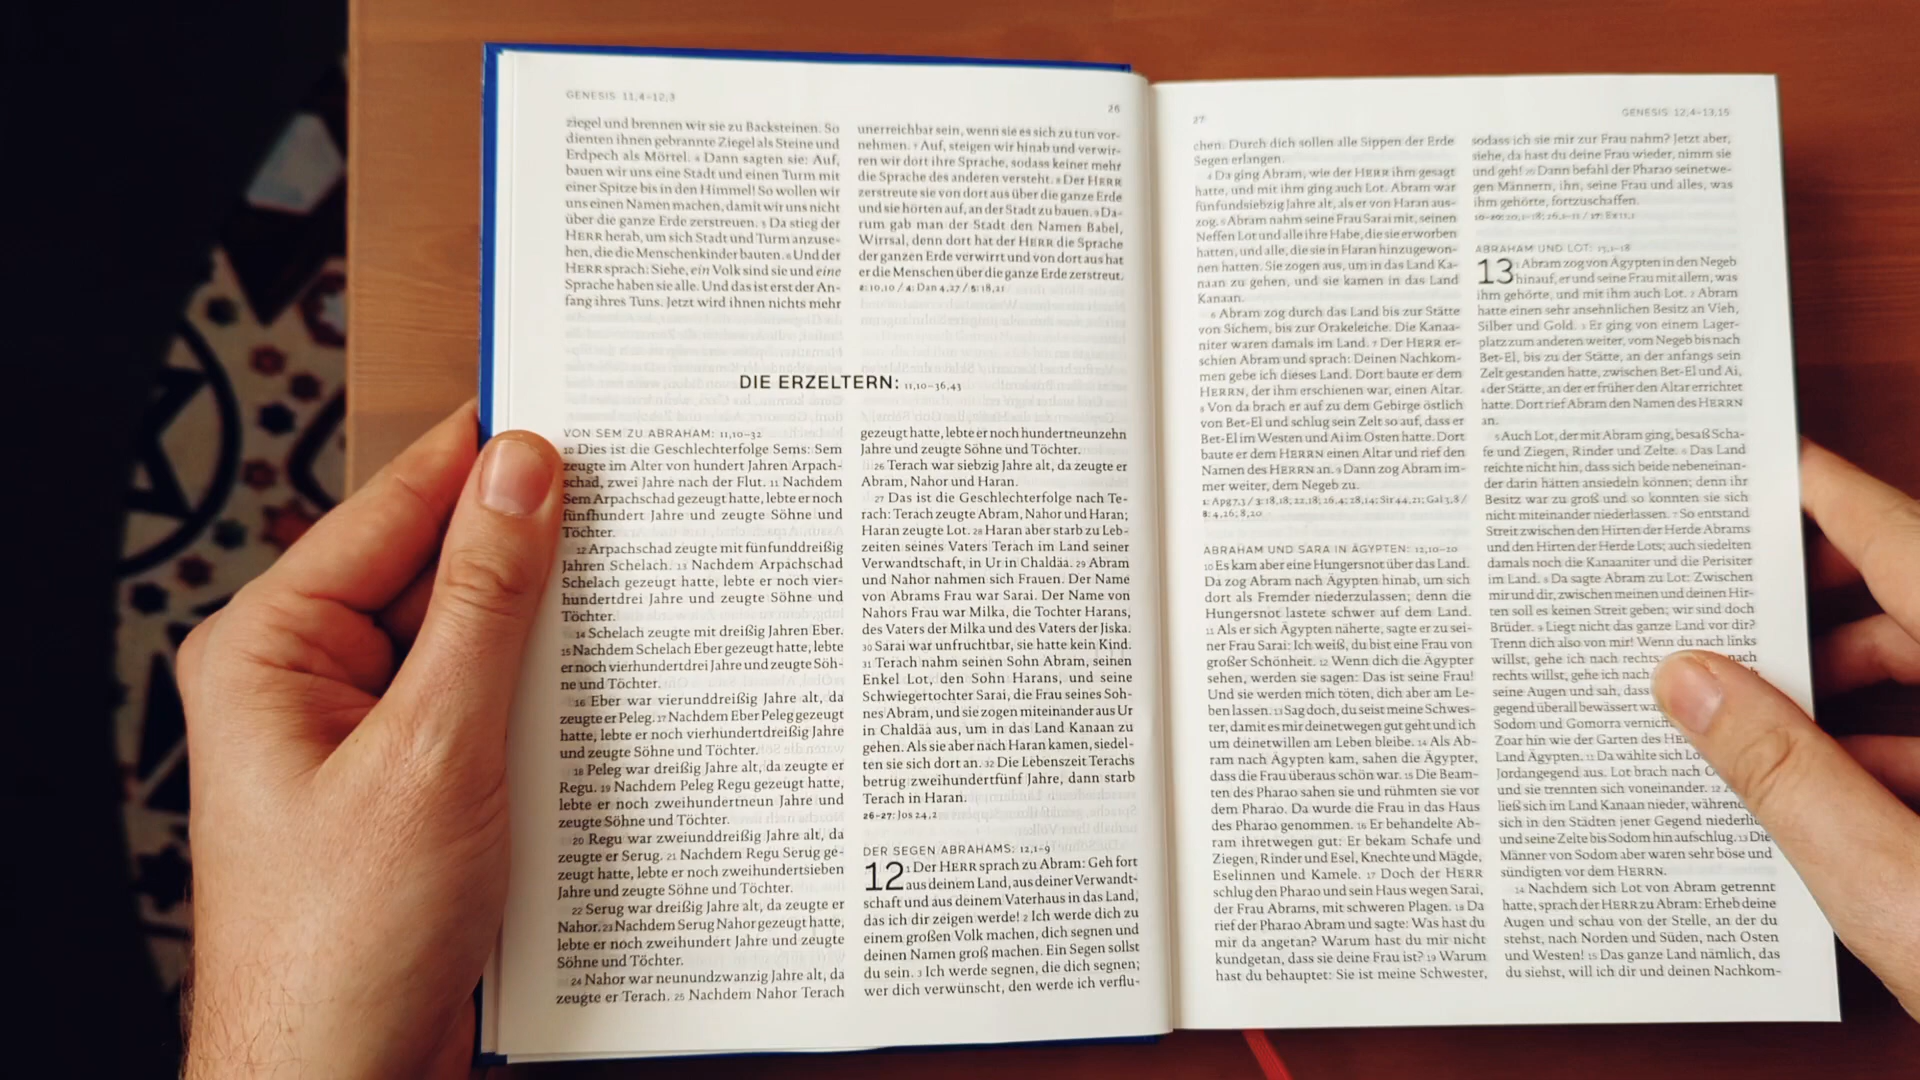 GENESIS 11,4–12,3
26
ziegel und brennen wir sie zu Backsteinen. So
dienten ihnen gebrannte Ziegel als Steine und
Erdpech als Mörtel. 4 Dann sagten sie: Auf,
bauen wir uns eine Stadt und einen Turm mit
einer Spitze bis in den Himmel! So wollen wir
uns einen Namen machen, damit wir uns nicht
über die ganze Erde zerstreuen. 5 Da stieg der
HERR herab, um sich Stadt und Turm anzuse-
hen, die die Menschenkinder bauten. 6 Und der
HERR sprach: Siehe, ein Volk sind sie und eine
Sprache haben sie alle. Und das ist erst der An-
fang ihres Tuns. Jetzt wird ihnen nichts mehr
unerreichbar sein, wenn sie es sich zu tun vor-
nehmen. 7 Auf, steigen wir hinab und verwir-
ren wir dort ihre Sprache, sodass keiner mehr
die Sprache des anderen versteht. 8 Der HERR
zerstreute sie von dort aus über die ganze Erde
und sie hörten auf, an der Stadt zu bauen. 9 Da-
rum gab man der Stadt den Namen Babel,
Wirrsal, denn dort hat der HERR die Sprache
der ganzen Erde verwirrt und von dort aus hat
er die Menschen über die ganze Erde zerstreut.
2: 10,10 / 4: Dan 4,27 / 5: 18,21
DIE ERZELTERN: 11,10–36,43
VON SEM ZU ABRAHAM: 11,10–32
10 Dies ist die Geschlechterfolge Sems: Sem
zeugte im Alter von hundert Jahren Arpach-
schad, zwei Jahre nach der Flut. 11 Nachdem
Sem Arpachschad gezeugt hatte, lebte er noch
fünfhundert Jahre und zeugte Söhne und
Töchter.
12 Arpachschad zeugte mit fünfunddreißig
Jahren Schelach. 13 Nachdem Arpachschad
Schelach gezeugt hatte, lebte er noch vier-
hundertdrei Jahre und zeugte Söhne und
Töchter.
14 Schelach zeugte mit dreißig Jahren Eber.
15 Nachdem Schelach Eber gezeugt hatte, lebte
er noch vierhundertdrei Jahre und zeugte Söh-
ne und Töchter.
16 Eber war vierunddreißig Jahre alt, da
zeugte er Peleg. 17 Nachdem Eber Peleg gezeugt
hatte, lebte er noch vierhundertdreißig Jahre
und zeugte Söhne und Töchter.
18 Peleg war dreißig Jahre alt, da zeugte er
Regu. 19 Nachdem Peleg Regu gezeugt hatte,
lebte er noch zweihundertneun Jahre und
zeugte Söhne und Töchter.
20 Regu war zweiunddreißig Jahre alt, da
zeugte er Serug. 21 Nachdem Regu Serug ge-
zeugt hatte, lebte er noch zweihundertsieben
Jahre und zeugte Söhne und Töchter.
22 Serug war dreißig Jahre alt, da zeugte er
Nahor. 23 Nachdem Serug Nahor gezeugt hatte,
lebte er noch zweihundert Jahre und zeugte
Söhne und Töchter.
24 Nahor war neunundzwanzig Jahre alt, da
zeugte er Terach. 25 Nachdem Nahor Terach
gezeugt hatte, lebte er noch hundertneunzehn
Jahre und zeugte Söhne und Töchter.
26 Terach war siebzig Jahre alt, da zeugte er
Abram, Nahor und Haran.
27 Das ist die Geschlechterfolge nach Te-
rach: Terach zeugte Abram, Nahor und Haran;
Haran zeugte Lot. 28 Haran aber starb zu Leb-
zeiten seines Vaters Terach im Land seiner
Verwandtschaft, in Ur in Chaldäa. 29 Abram
und Nahor nahmen sich Frauen. Der Name
von Abrams Frau war Sarai. Der Name von
Nahors Frau war Milka, die Tochter Harans,
des Vaters der Milka und des Vaters der Jiska.
30 Sarai war unfruchtbar, sie hatte kein Kind.
31 Terach nahm seinen Sohn Abram, seinen
Enkel Lot, den Sohn Harans, und seine
Schwiegertochter Sarai, die Frau seines Soh-
nes Abram, und sie zogen miteinander aus Ur
in Chaldäa aus, um in das Land Kanaan zu
gehen. Als sie aber nach Haran kamen, siedel-
ten sie sich dort an. 32 Die Lebenszeit Terachs
betrug zweihundertfünf Jahre, dann starb
Terach in Haran.
26–27: Jos 24,2
DER SEGEN ABRAHAMS: 12,1–9
12 1 Der HERR sprach zu Abram: Geh fort
aus deinem Land, aus deiner Verwandt-
schaft und aus deinem Vaterhaus in das Land,
das ich dir zeigen werde! 2 Ich werde dich zu
einem großen Volk machen, dich segnen und
deinen Namen groß machen. Ein Segen sollst
du sein. 3 Ich werde segnen, die dich segnen;
wer dich verwünscht, den werde ich verflu-
27
GENESIS 12,4–13,15
chen. Durch dich sollen alle Sippen der Erde
Segen erlangen.
4 Da ging Abram, wie der HERR ihm gesagt
hatte, und mit ihm ging auch Lot. Abram war
fünfundsiebzig Jahre alt, als er von Haran aus-
zog. 5 Abram nahm seine Frau Sarai mit, seinen
Neffen Lot und alle ihre Habe, die sie erworben
hatten, und alle, die sie in Haran hinzugewon-
nen hatten. Sie zogen aus, um in das Land Ka-
naan zu gehen, und sie kamen in das Land
Kanaan.
6 Abram zog durch das Land bis zur Stätte
von Sichem, bis zur Orakeleiche. Die Kanaa-
niter waren damals im Land. 7 Der HERR er-
schien Abram und sprach: Deinen Nachkom-
men gebe ich dieses Land. Dort baute er dem
HERRN, der ihm erschienen war, einen Altar.
8 Von da brach er auf zu dem Gebirge östlich
von Bet-El und schlug sein Zelt so auf, dass er
Bet-El im Westen und Ai im Osten hatte. Dort
baute er dem HERRN einen Altar und rief den
Namen des HERRN an. 9 Dann zog Abram im-
mer weiter, dem Negeb zu.
1: Apg 7,3 / 3: 18,18; 22,18; 26,4; 28,14; Sir 44,21; Gal 3,8 /
8: 4,26; 8,20
ABRAHAM UND SARA IN ÄGYPTEN: 12,10–20
10 Es kam aber eine Hungersnot über das Land.
Da zog Abram nach Ägypten hinab, um sich
dort als Fremder niederzulassen; denn die
Hungersnot lastete schwer auf dem Land.
11 Als er sich Ägypten näherte, sagte er zu sei-
ner Frau Sarai: Ich weiß, du bist eine Frau von
großer Schönheit. 12 Wenn dich die Ägypter
sehen, werden sie sagen: Das ist seine Frau!
Und sie werden mich töten, dich aber am Le-
ben lassen. 13 Sag doch, du seist meine Schwes-
ter, damit es mir deinetwegen gut geht und ich
um deinetwillen am Leben bleibe. 14 Als Ab-
ram nach Ägypten kam, sahen die Ägypter,
dass die Frau überaus schön war. 15 Die Beam-
ten des Pharao sahen sie und rühmten sie vor
dem Pharao. Da wurde die Frau in das Haus
des Pharao genommen. 16 Er behandelte Ab-
ram ihretwegen gut: Er bekam Schafe und
Ziegen, Rinder und Esel, Knechte und Mägde,
Eselinnen und Kamele. 17 Doch der HERR
schlug den Pharao und sein Haus wegen Sarai,
der Frau Abrams, mit schweren Plagen. 18 Da
rief der Pharao Abram und sagte: Was hast du
mir da angetan? Warum hast du mir nicht
kundgetan, dass sie deine Frau ist? 19 Warum
hast du behauptet: Sie ist meine Schwester,
sodass ich sie mir zur Frau nahm? Jetzt aber,
siehe, da hast du deine Frau wieder, nimm sie
und geh! 20 Dann befahl der Pharao seinetwe-
gen Männern, ihn, seine Frau und alles, was
ihm gehörte, fortzuschaffen.
10–20: 20,1–18; 26,1–11 / 17: Ex 11,1
ABRAHAM UND LOT: 13,1–18
13 1 Abram zog von Ägypten in den Negeb
hinauf, er und seine Frau mit allem, was
ihm gehörte, und mit ihm auch Lot. 2 Abram
hatte einen sehr ansehnlichen Besitz an Vieh,
Silber und Gold. 3 Er ging von einem Lager-
platz zum anderen weiter, vom Negeb bis nach
Bet-El, bis zu der Stätte, an der anfangs sein
Zelt gestanden hatte, zwischen Bet-El und Ai,
4 der Stätte, an der er früher den Altar errichtet
hatte. Dort rief Abram den Namen des HERRN
an.
5 Auch Lot, der mit Abram ging, besaß Scha-
fe und Ziegen, Rinder und Zelte. 6 Das Land
reichte nicht hin, dass sich beide nebeneinan-
der darin hätten ansiedeln können; denn ihr
Besitz war zu groß und so konnten sie sich
nicht miteinander niederlassen. 7 So entstand
Streit zwischen den Hirten der Herde Abrams
und den Hirten der Herde Lots; auch siedelten
damals noch die Kanaaniter und die Perisiter
im Land. 8 Da sagte Abram zu Lot: Zwischen
mir und dir, zwischen meinen und deinen Hir-
ten soll es keinen Streit geben; wir sind doch
Brüder. 9 Liegt nicht das ganze Land vor dir?
Trenn dich also von mir! Wenn du nach links
willst, gehe ich nach rechts; nach
rechts willst, gehe ich nach
seine Augen und sah, dass
gegend überall bewässert
Sodom und Gomorra
Zoar hin wie der Garten des
Land Ägypten. 11 Da wählte sich
Jordangegend aus. Lot brach nach
und sie trennten sich voneinander. 12
ließ sich im Land Kanaan nieder,
sich in den Städten jener Gegend
und seine Zelte bis Sodom hin aufschlug. 13 Die
Männer von Sodom aber waren sehr böse und
sündigten vor dem HERRN.
14 Nachdem sich Lot von Abram getrennt
hatte, sprach der HERR zu Abram: Erheb deine
Augen und schau von der Stelle, an der du
stehst, nach Norden und Süden, nach Osten
und Westen! 15 Das ganze Land nämlich, das
du siehst, will ich dir und deinen Nachkom-